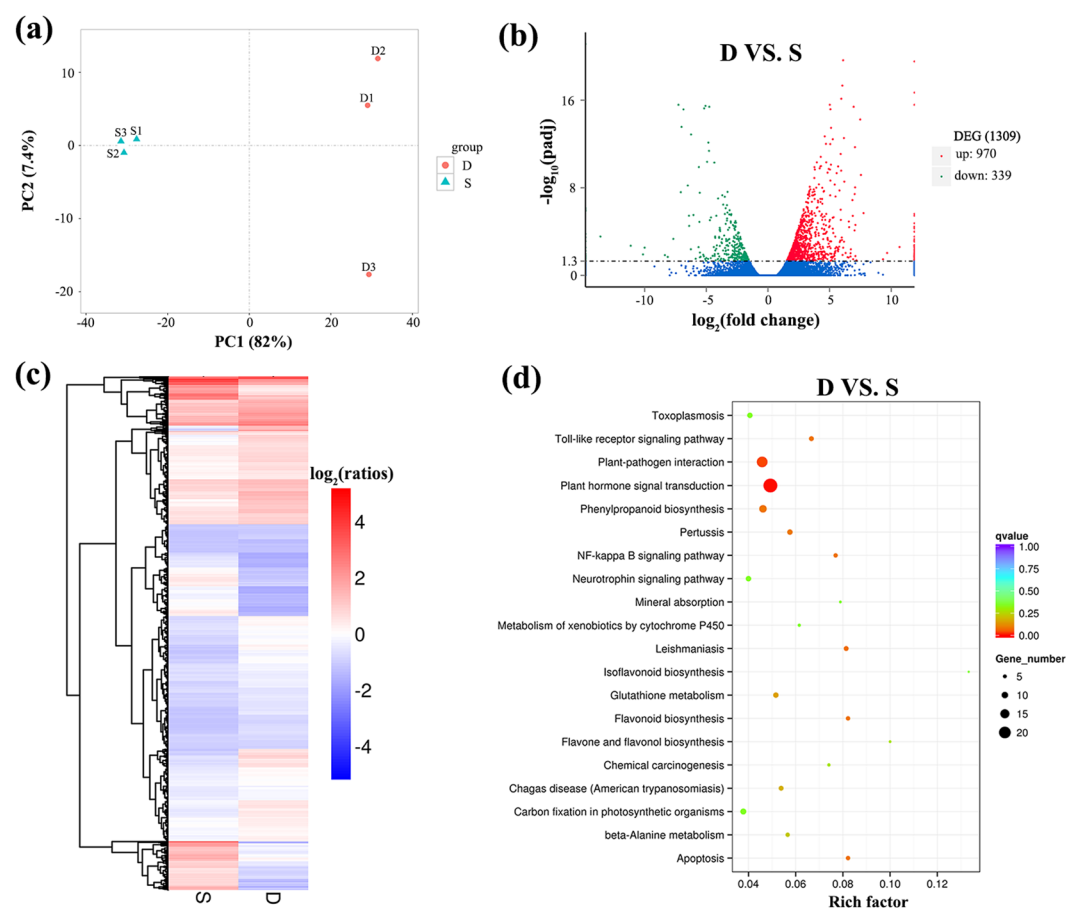 (a)
D2
D1
S3 S1
S2
D3
10
0
-10
-20
-40
-20
0
20
40
PC2 (7.4%)
PC1 (82%)
group
D
S
(b)
D VS. S
16
8
1.3
0
-10
-5
0
5
10
-log10(padj)
log2(fold change)
DEG (1309)
up: 970
down: 339
(c)
log2(ratios)
4
2
0
-2
-4
S
D
(d)
D VS. S
Toxoplasmosis
Toll-like receptor signaling pathway
Plant-pathogen interaction
Plant hormone signal transduction
Phenylpropanoid biosynthesis
Pertussis
NF-kappa B signaling pathway
Neurotrophin signaling pathway
Mineral absorption
Metabolism of xenobiotics by cytochrome P450
Leishmaniasis
Isoflavonoid biosynthesis
Glutathione metabolism
Flavonoid biosynthesis
Flavone and flavonol biosynthesis
Chemical carcinogenesis
Chagas disease (American trypanosomiasis)
Carbon fixation in photosynthetic organisms
beta-Alanine metabolism
Apoptosis
0.04
0.06
0.08
0.10
0.12
Rich factor
qvalue
1.00
0.75
0.50
0.25
0.00
Gene_number
5
10
15
20